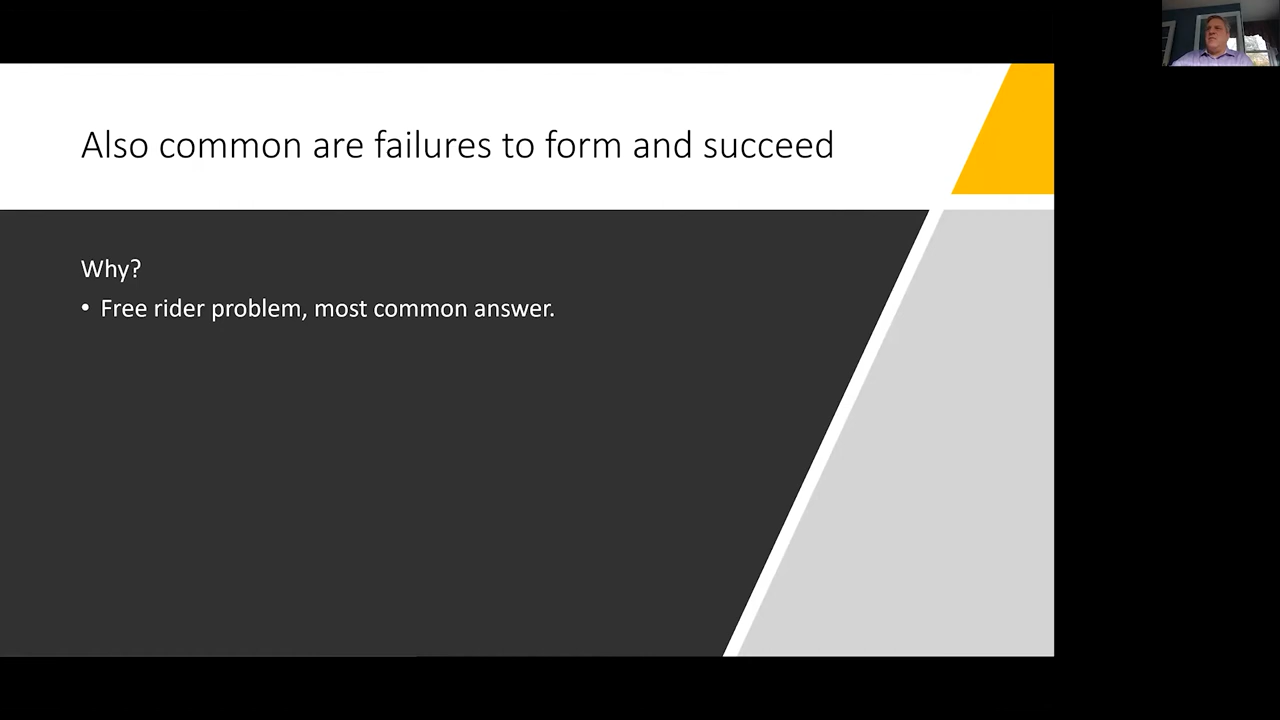 Also common are failures to form and succeed
Why?
• Free rider problem, most common answer.